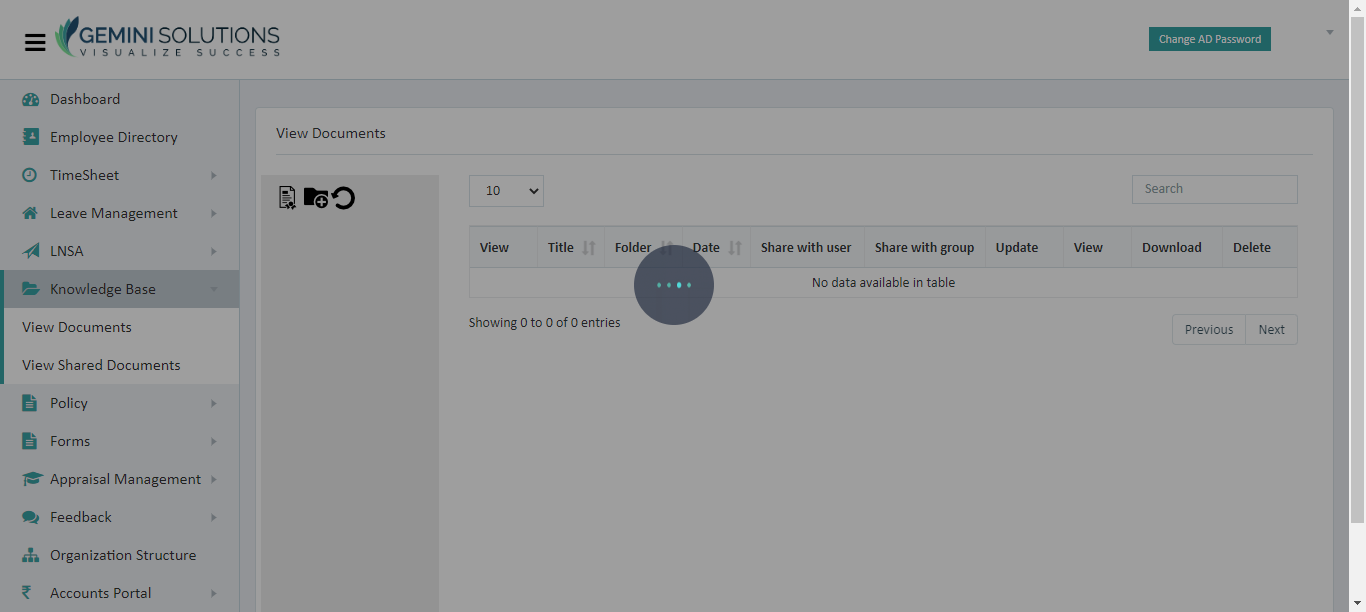 GEMINI SOLUTIONS
VISUALIZE SUCCESS
Change AD Password
Dashboard
Employee Directory
TimeSheet
Leave Management
LNSA
Knowledge Base
View Documents
View Shared Documents
Policy
Forms
Appraisal Management
Feedback
Organization Structure
Accounts Portal
View Documents
10
Search
View Title Folder Date Share with user Share with group Update View Download Delete
No data available in table
Showing 0 to 0 of 0 entries
Previous Next